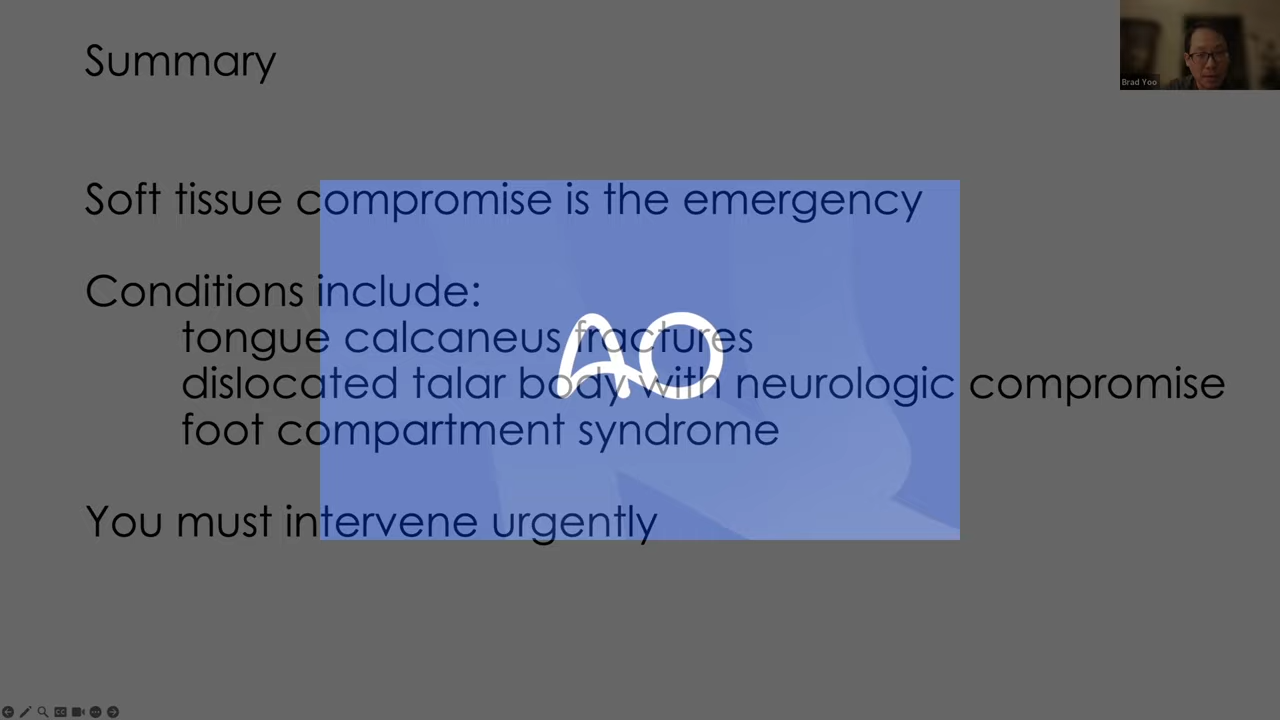 Summary
Brad Yoo
Soft tissue compromise is the emergency
Conditions include:
tongue calcaneus fractures
AO
dislocated talar body with neurologic compromise
foot compartment syndrome
You must intervene urgently